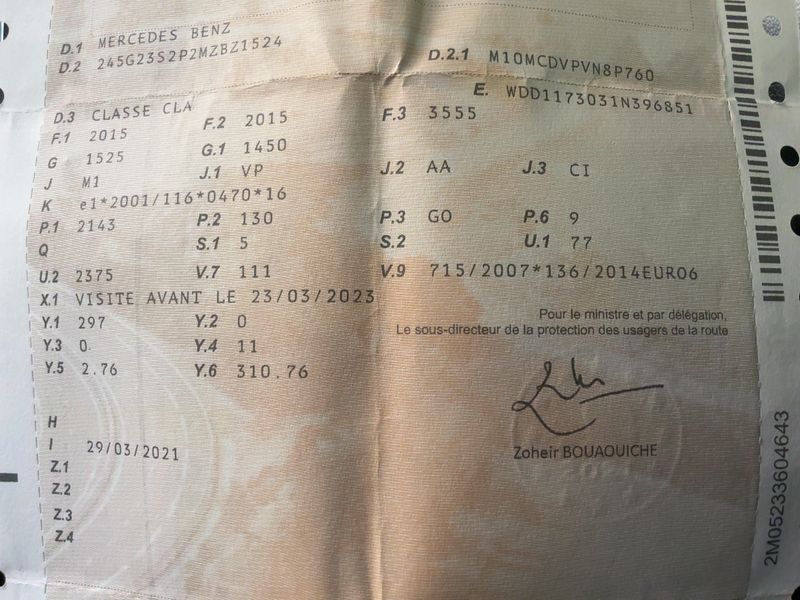 D.1 MERCEDES BENZ
D.2 245G23S2P2MZBZ1524 D.2.1 M10MCDVPVN8P760
D.3 CLASSE CLA E. WDD1173031N396851
F.1 2015 F.2 2015 F.3 3555
G 1525 G.1 1450
J M1 J.1 VP J.2 AA J.3 CI
K e1*2001/116*0470*16
P.1 2143 P.2 130 P.3 GO P.6 9
Q S.1 5 S.2 U.1 77
U.2 2375 V.7 111 V.9 715/2007*136/2014EURO6
X.1 VISITE AVANT LE 23/03/2023
Y.1 297 Y.2 0
Y.3 0 Y.4 11
Y.5 2.76 Y.6 310.76
Pour le ministre et par délégation,
Le sous-directeur de la protection des usagers de la route
Zoheir BOUAOUICHE
H
I 29/03/2021
Z.1
Z.2
Z.3
Z.4
2M05233604643